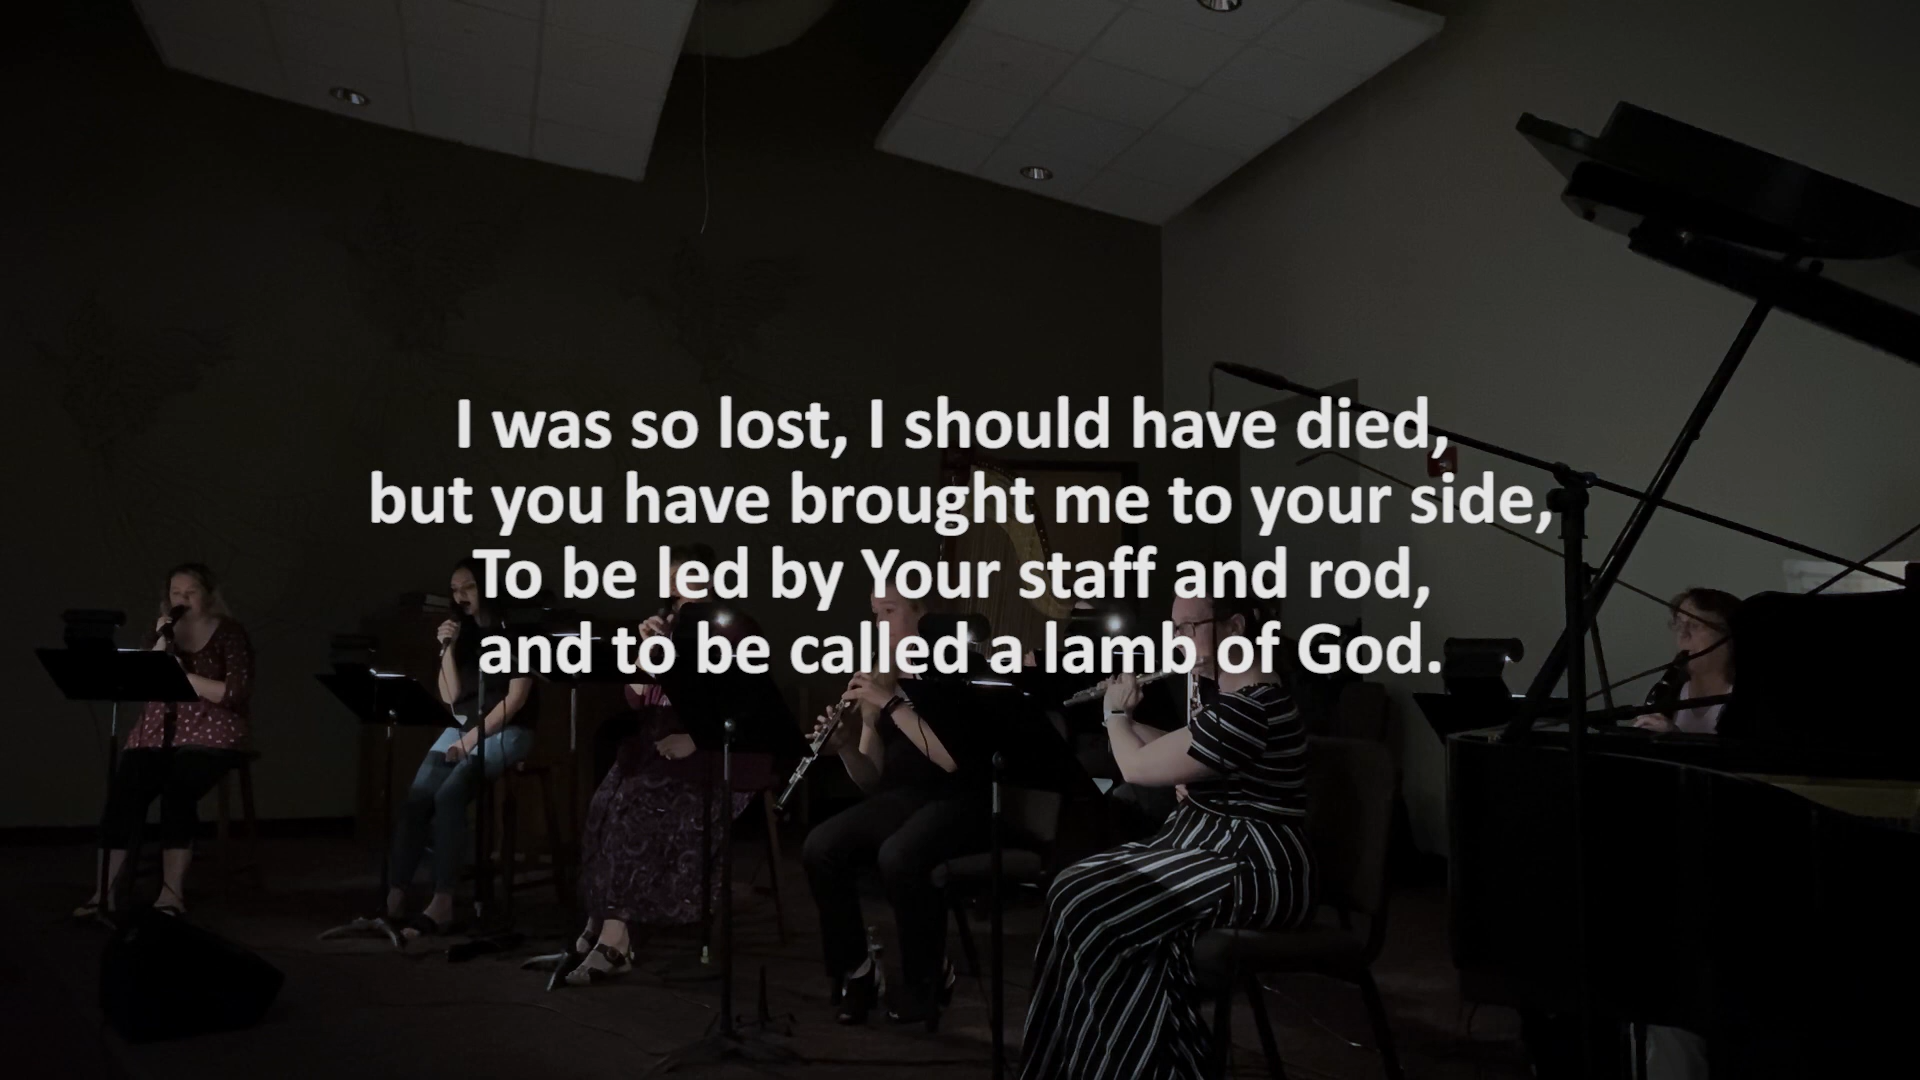 I was so lost, I should have died,
but you have brought me to your side,
To be led by Your staff and rod,
and to be called a lamb of God.